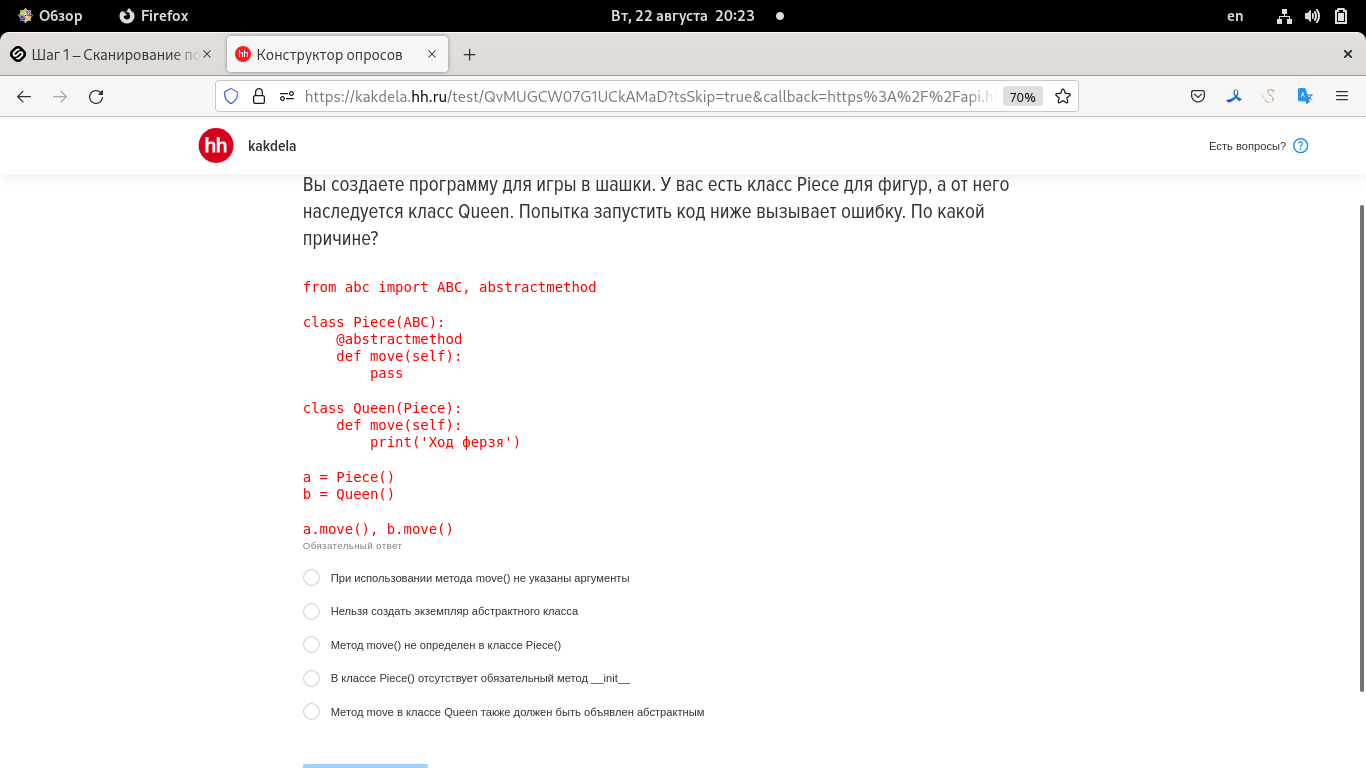 Обзор Firefox Вт, 22 августа 20:23 en
Шаг 1 – Сканирование по Конструктор опросов
https://kakdela.hh.ru/test/QvMUGCW07G1UCkAMaD?tsSkip=true&callback=https%3A%2F%2Fapi.h 70%
hh kakdela Есть вопросы?
Вы создаете программу для игры в шашки. У вас есть класс Piece для фигур, а от него
наследуется класс Queen. Попытка запустить код ниже вызывает ошибку. По какой
причине?
from abc import ABC, abstractmethod
class Piece(ABC):
    @abstractmethod
    def move(self):
        pass
class Queen(Piece):
    def move(self):
        print('Ход ферзя')
a = Piece()
b = Queen()
a.move(), b.move()
Обязательный ответ
При использовании метода move() не указаны аргументы
Нельзя создать экземпляр абстрактного класса
Метод move() не определен в классе Piece()
В классе Piece() отсутствует обязательный метод __init__
Метод move в классе Queen также должен быть объявлен абстрактным